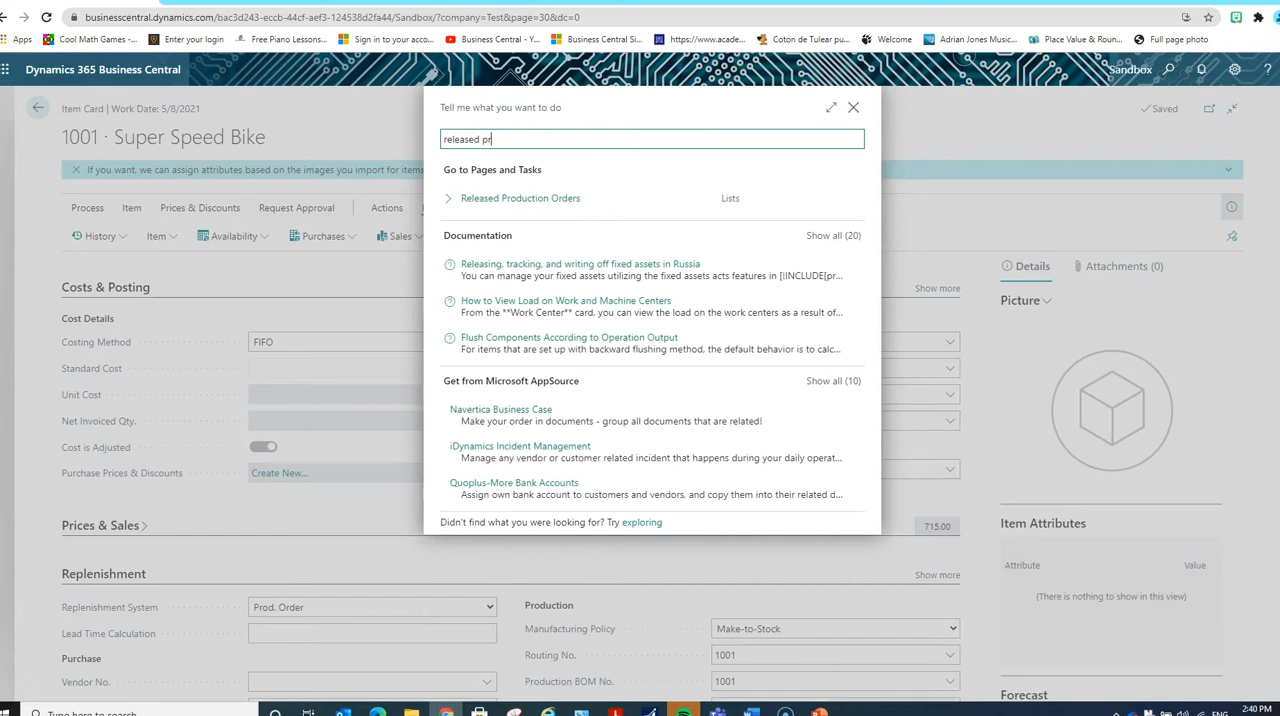 businesscentral.dynamics.com/bac3d243-eccb-44cf-aef3-124538d2fa44/Sandbox/?company=Test&page=30&dc=0
Apps
Cool Math Games -...
Enter your login
Free Piano Lessons...
Sign in to your acco...
Business Central - Y...
Business Central Si...
https://www.acade...
Coton de Tulear pu...
Welcome
Adrian Jones Music...
Place Value & Roun...
Full page photo
Dynamics 365 Business Central
Sandbox
Item Card | Work Date: 5/8/2021
Saved
1001 · Super Speed Bike
If you want, we can assign attributes based on the images you import for items
Process
Item
Prices & Discounts
Request Approval
Actions
History
Item
Availability
Purchases
Sales
Tell me what you want to do
released pr
Go to Pages and Tasks
Released Production Orders
Lists
Documentation
Show all (20)
Releasing, tracking, and writing off fixed assets in Russia
You can manage your fixed assets utilizing the fixed assets acts features in [!INCLUDE[pr...
How to View Load on Work and Machine Centers
From the **Work Center** card, you can view the load on the work centers as a result of...
Flush Components According to Operation Output
For items that are set up with backward flushing method, the default behavior is to calc...
Get from Microsoft AppSource
Show all (10)
Navertica Business Case
Make your order in documents - group all documents that are related!
iDynamics Incident Management
Manage any vendor or customer related incident that happens during your daily operat...
Quoplus-More Bank Accounts
Assign own bank account to customers and vendors, and copy them into their related d...
Didn't find what you were looking for? Try exploring
Costs & Posting
Show more
Cost Details
Costing Method
FIFO
Standard Cost
Unit Cost
Net Invoiced Qty.
Cost is Adjusted
Purchase Prices & Discounts
Create New...
Prices & Sales
715.00
Replenishment
Show more
Replenishment System
Prod. Order
Lead Time Calculation
Purchase
Vendor No.
Production
Manufacturing Policy
Make-to-Stock
Routing No.
1001
Production BOM No.
1001
Details
Attachments (0)
Picture
Item Attributes
Attribute
Value
(There is nothing to show in this view)
Forecast
Type here to search
ENG
2:40 PM